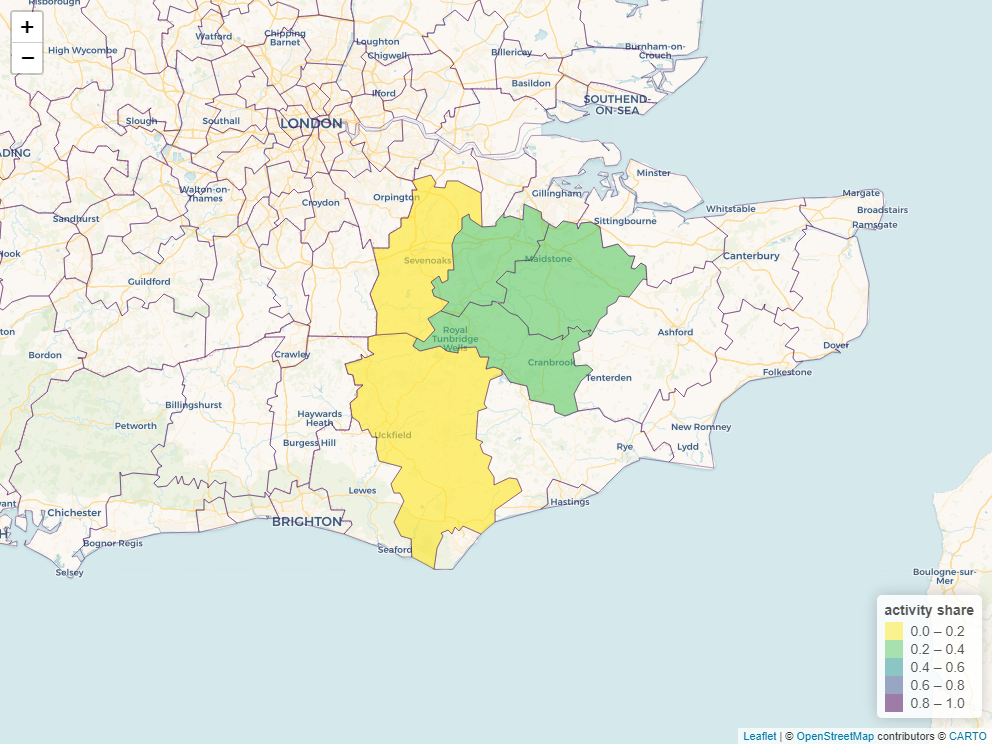 Risborough
+
−
High Wycombe
Watford
Chipping
Barnet
Loughton
Chigwell
Billericay
Burnham-on-
Crouch
Basildon
Ilford
SOUTHEND-
ON-SEA
Slough
Southall
LONDON
ADING
Minster
Walton-on-
Thames
Croydon
Orpington
Gillingham
Margate
Broadstairs
Ramsgate
Whitstable
Sittingbourne
Sandhurst
Hook
Sevenoaks
Maidstone
Canterbury
Guildford
ton
Royal
Tunbridge
Wells
Ashford
Dover
Bordon
Crawley
Cranbrook
Folkestone
Tenterden
Billingshurst
Haywards
Heath
Petworth
Uckfield
New Romney
Burgess Hill
Rye
Lydd
Lewes
Hastings
vant
Chichester
BRIGHTON
H
Bognor Regis
Seaford
Selsey
Boulogne-sur-
Mer
activity share
0.0 – 0.2
0.2 – 0.4
0.4 – 0.6
0.6 – 0.8
0.8 – 1.0
Leaflet | © OpenStreetMap contributors © CARTO